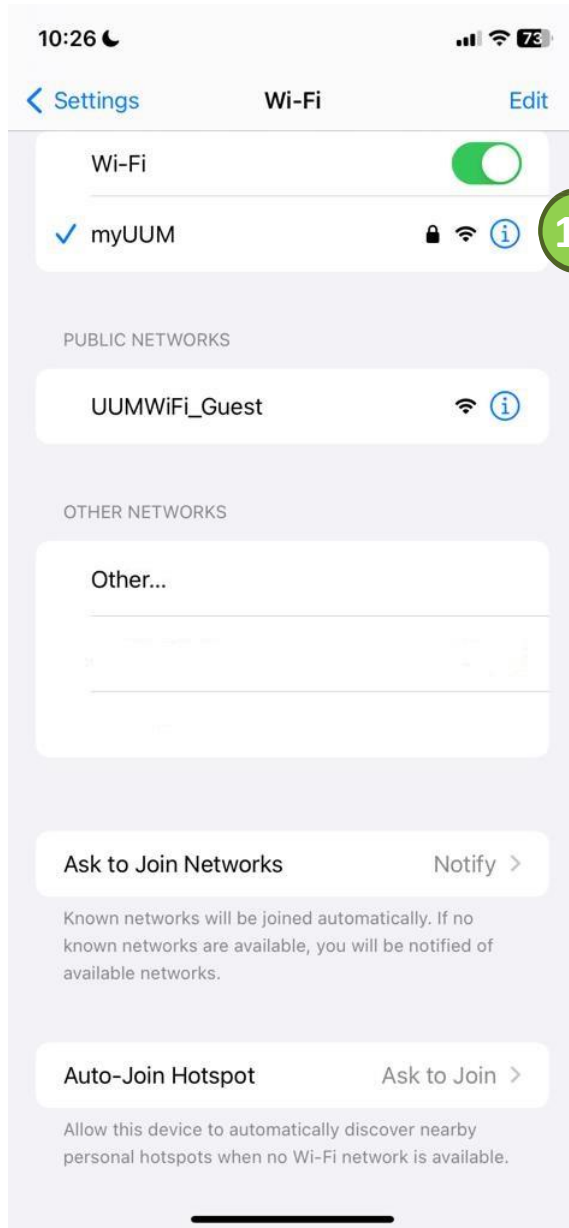 10:26 73
Settings Wi-Fi Edit
Wi-Fi
myUUM 1
PUBLIC NETWORKS
UUMWiFi_Guest
OTHER NETWORKS
Other...
Ask to Join Networks Notify
Known networks will be joined automatically. If no
known networks are available, you will be notified of
available networks.
Auto-Join Hotspot Ask to Join
Allow this device to automatically discover nearby
personal hotspots when no Wi-Fi network is available.